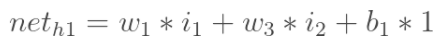 net_{h1} = w_1 * i_1 + w_3 * i_2 + b_1 * 1